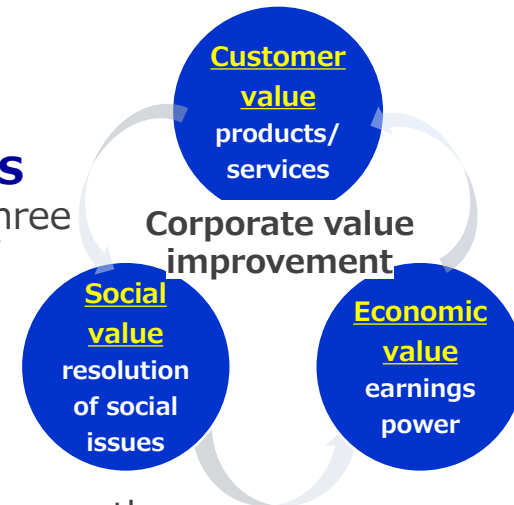 Customer
value
products/
services
s
hree
Corporate value
improvement
Social
value
resolution
of social
issues
Economic
value
earnings
power